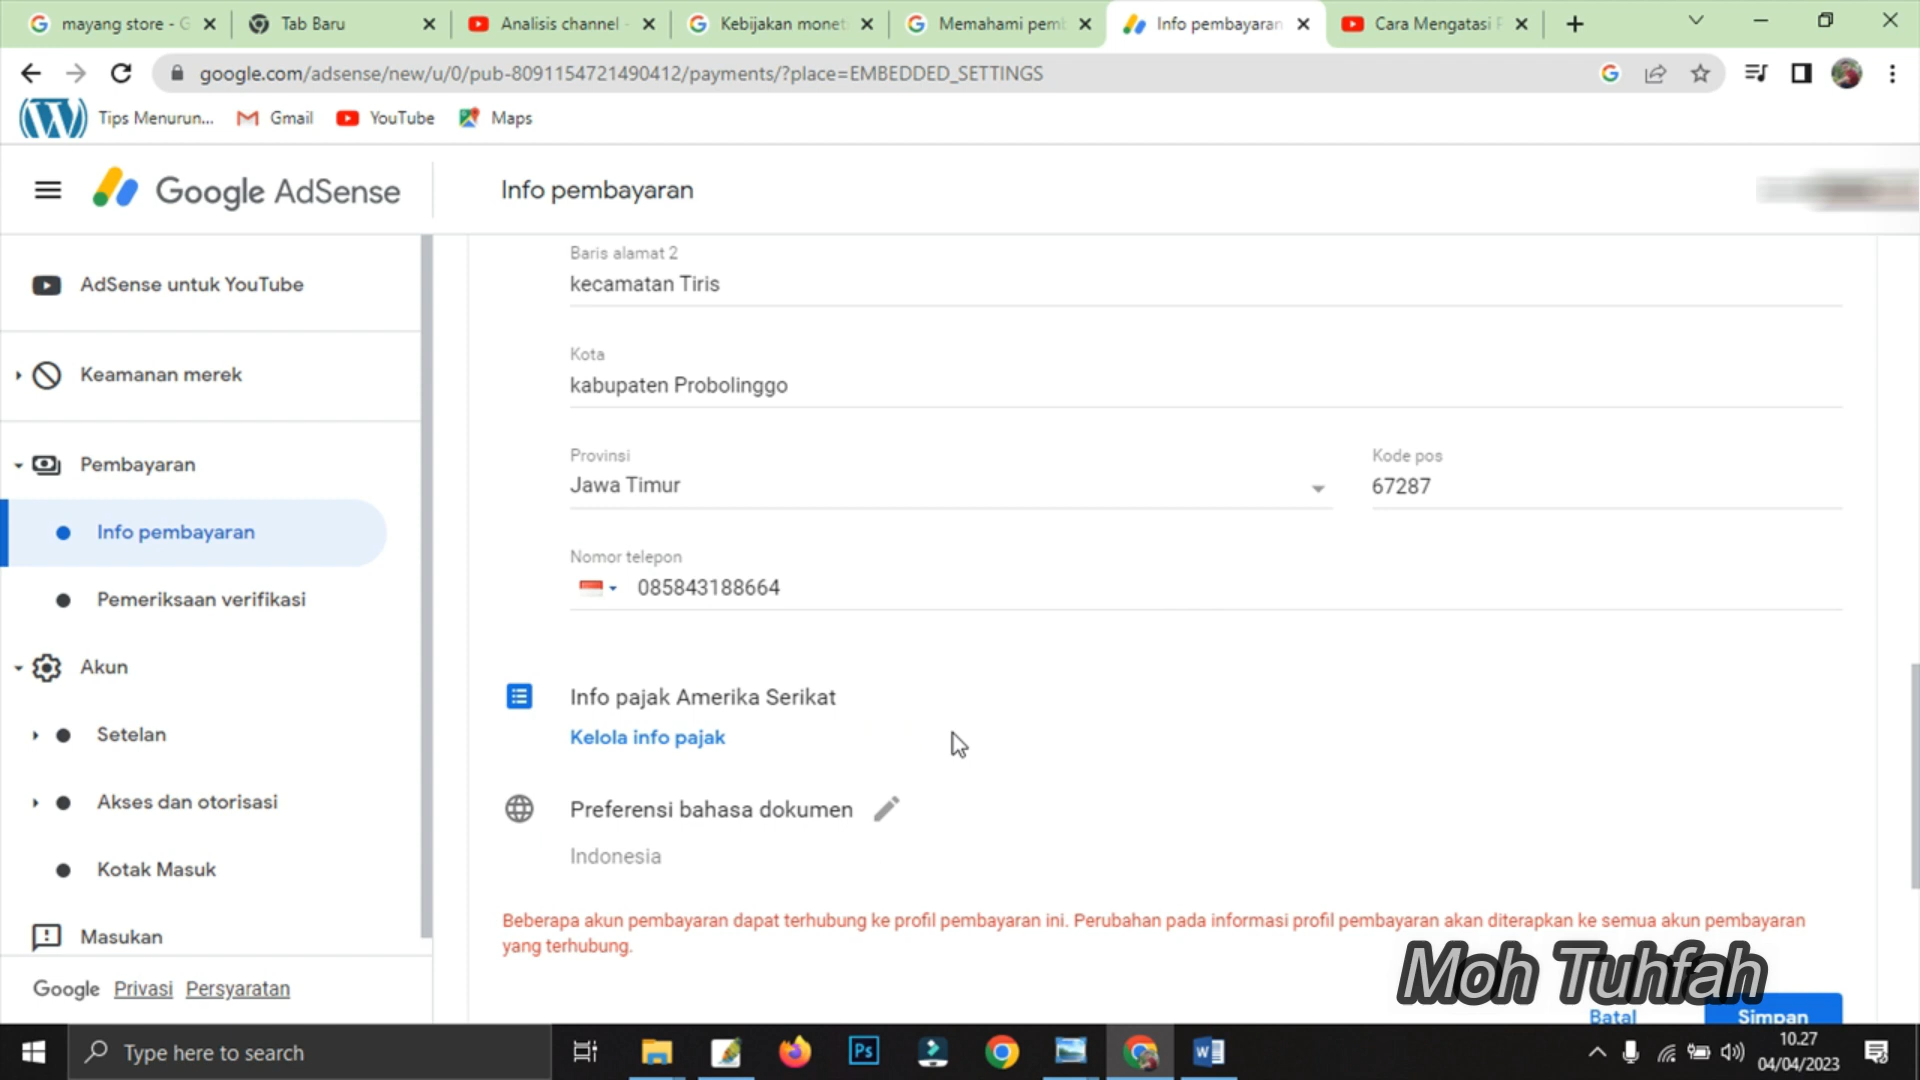 mayang store - G
Tab Baru
Analisis channel -
Kebijakan monet
Memahami pemb
Info pembayaran
Cara Mengatasi P
google.com/adsense/new/u/0/pub-8091154721490412/payments/?place=EMBEDDED_SETTINGS
Tips Menurun...
Gmail
YouTube
Maps
Google AdSense
Info pembayaran
AdSense untuk YouTube
Keamanan merek
Pembayaran
Info pembayaran
Pemeriksaan verifikasi
Akun
Setelan
Akses dan otorisasi
Kotak Masuk
Masukan
Google Privasi Persyaratan
Baris alamat 2
kecamatan Tiris
Kota
kabupaten Probolinggo
Provinsi
Jawa Timur
Kode pos
67287
Nomor telepon
085843188664
Info pajak Amerika Serikat
Kelola info pajak
Preferensi bahasa dokumen
Indonesia
Beberapa akun pembayaran dapat terhubung ke profil pembayaran ini. Perubahan pada informasi profil pembayaran akan diterapkan ke semua akun pembayaran
yang terhubung.
Moh Tuhfah
Batal
Simpan
Type here to search
Ps
10.27
04/04/2023